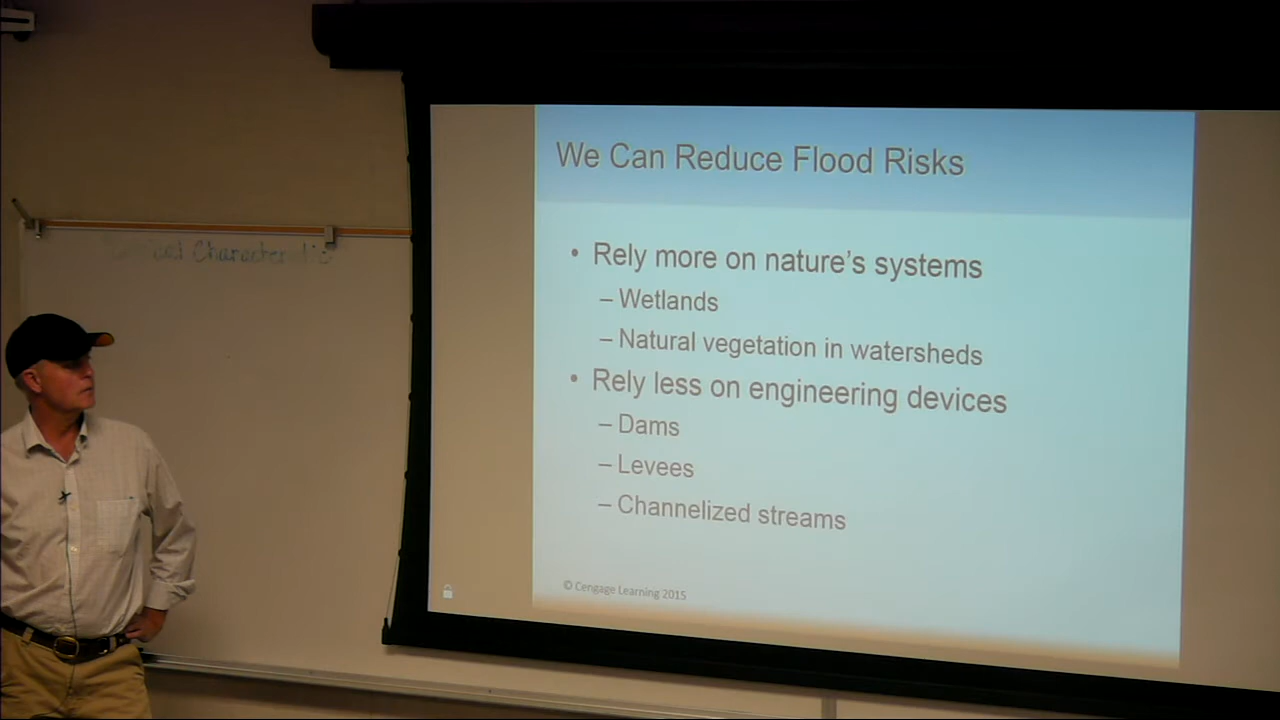 We Can Reduce Flood Risks
• Rely more on nature's systems
– Wetlands
– Natural vegetation in watersheds
• Rely less on engineering devices
– Dams
– Levees
– Channelized streams
© Cengage Learning 2015